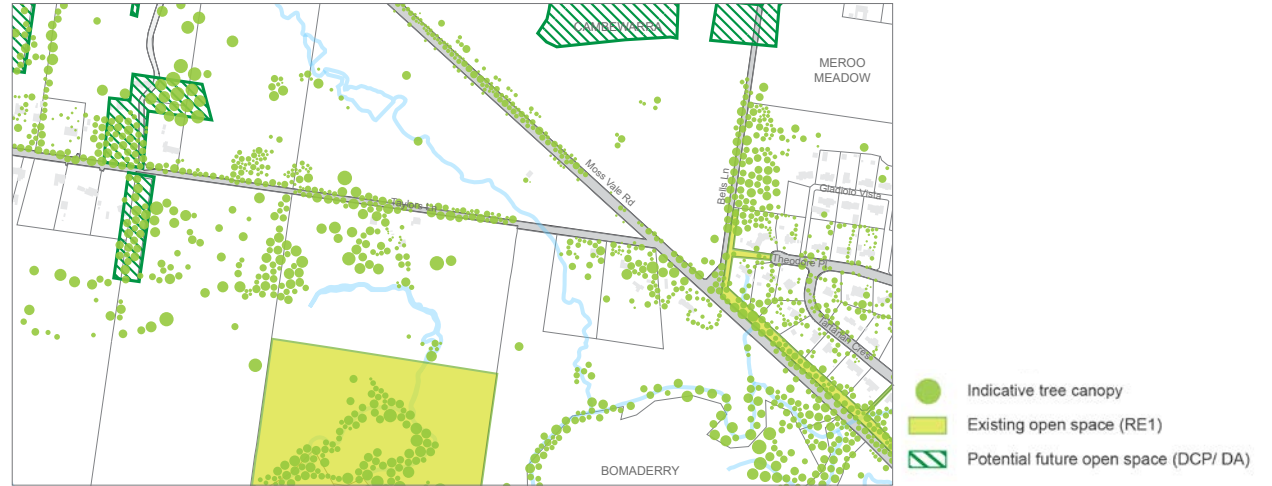 CAMBEWARRA
MEROO
MEADOW
Moss Vale Rd
Bells Ln
Gladiolo Vista
Taylors Ln
Theodore Pl
Tartarian Cres
BOMADERRY
Indicative tree canopy
Existing open space (RE1)
Potential future open space (DCP/ DA)